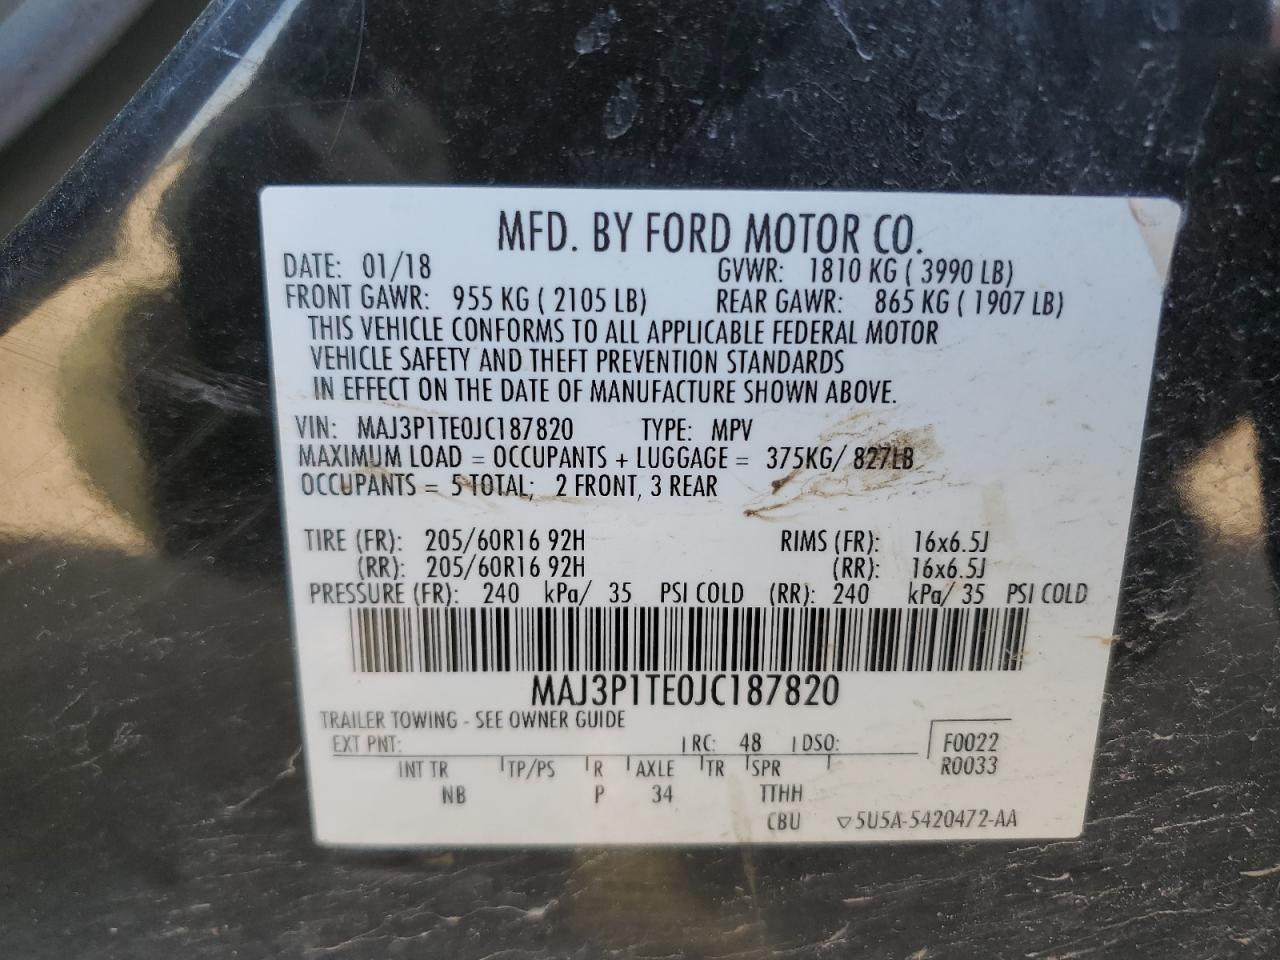 MFD. BY FORD MOTOR CO.
DATE: 01/18 GVWR: 1810 KG ( 3990 LB)
FRONT GAWR: 955 KG ( 2105 LB) REAR GAWR: 865 KG ( 1907 LB)
THIS VEHICLE CONFORMS TO ALL APPLICABLE FEDERAL MOTOR
VEHICLE SAFETY AND THEFT PREVENTION STANDARDS
IN EFFECT ON THE DATE OF MANUFACTURE SHOWN ABOVE.
VIN: MAJ3P1TE0JC187820 TYPE: MPV
MAXIMUM LOAD = OCCUPANTS + LUGGAGE = 375KG/ 827LB
OCCUPANTS = 5 TOTAL; 2 FRONT, 3 REAR
TIRE (FR): 205/60R16 92H RIMS (FR): 16x6.5J
(RR): 205/60R16 92H (RR): 16x6.5J
PRESSURE (FR): 240 kPa/ 35 PSI COLD (RR): 240 kPa/ 35 PSI COLD
MAJ3P1TE0JC187820
TRAILER TOWING - SEE OWNER GUIDE
EXT PNT: RC: 48 DSO: F0022
INT TR TP/PS R AXLE TR SPR R0033
NB P 34 TTHH
CBU ▽5U5A-5420472-AA